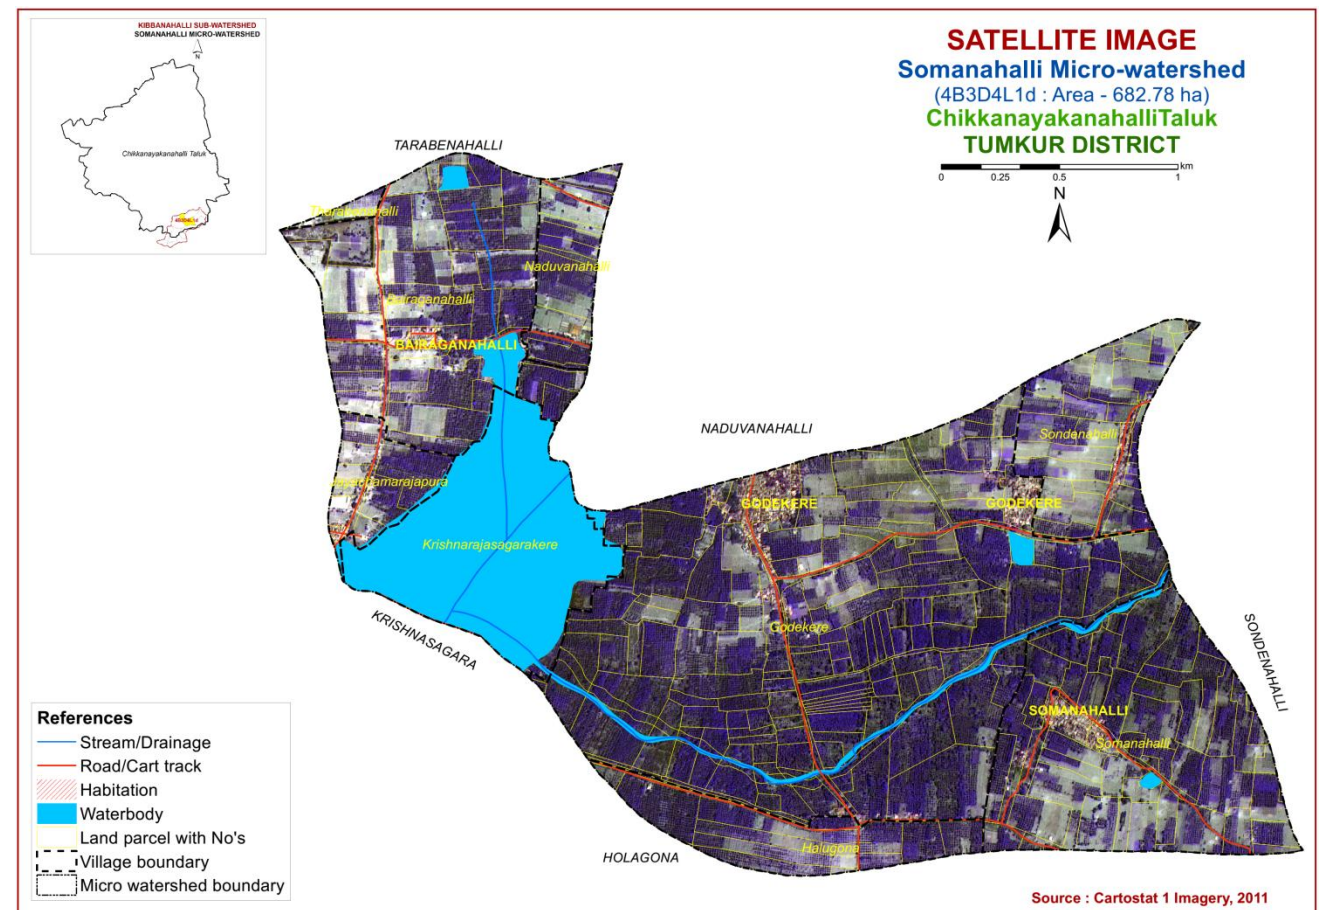 KIBBANAHALLI SUB-WATERSHED
SOMANAHALLI MICRO-WATERSHED
N
Chikkanayakanahalli Taluk
4B3D4L1d
SATELLITE IMAGE
Somanahalli Micro-watershed
(4B3D4L1d : Area - 682.78 ha)
ChikkanayakanahalliTaluk
TUMKUR DISTRICT
km
0 0.25 0.5 1
N
TARABENAHALLI
Tharabenahalli
Naduvanahalli
Bairaganahalli
BAIRAGANAHALLI
NADUVANAHALLI
Sondenahalli
GODEKERE
GODEKERE
Krishnarajasagarakere
KRISHNASAGARA
Godekere
SONDENAHALLI
SOMANAHALLI
Somanahalli
HOLAGONA
Halugona
References
Stream/Drainage
Road/Cart track
Habitation
Waterbody
Land parcel with No's
Village boundary
Micro watershed boundary
Source : Cartostat 1 Imagery, 2011